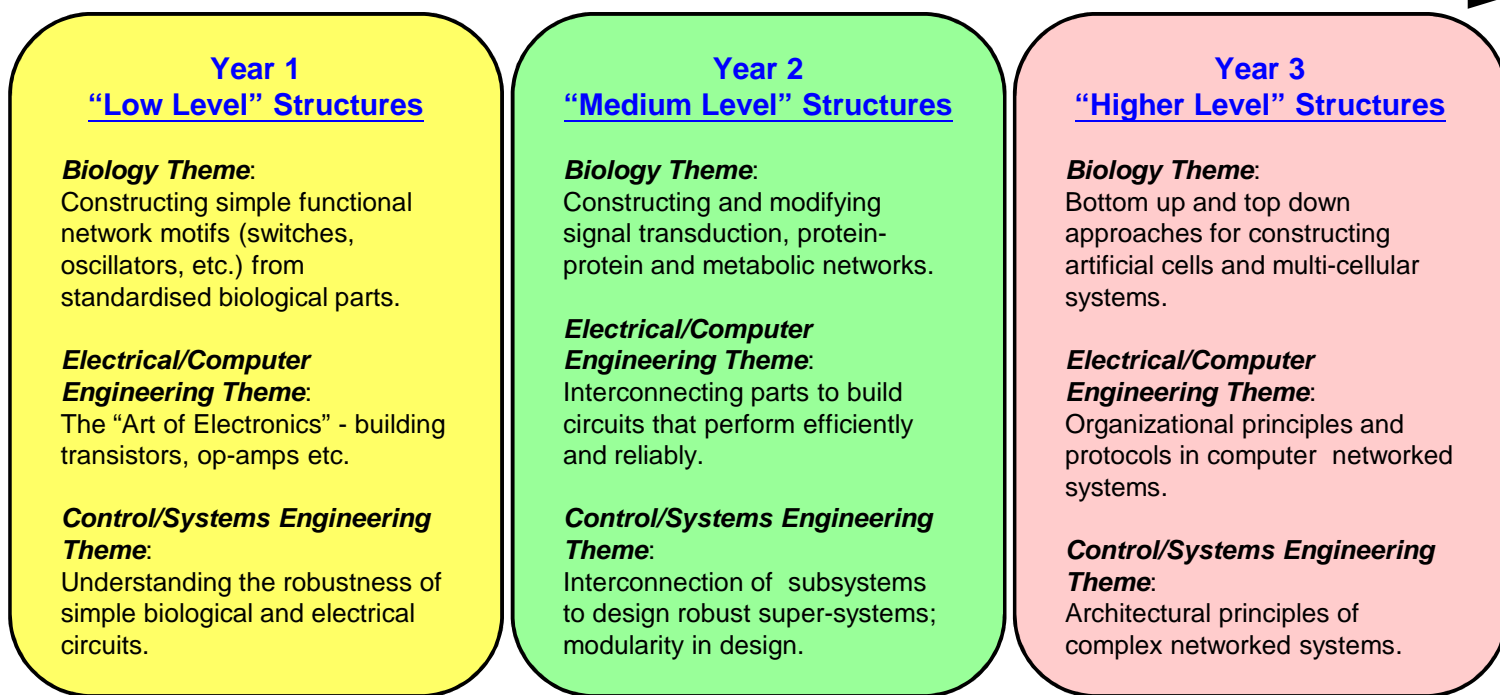 Year 1
“Low Level” Structures
Biology Theme:
Constructing simple functional
network motifs (switches,
oscillators, etc.) from
standardised biological parts.
Electrical/Computer
Engineering Theme:
The “Art of Electronics” - building
transistors, op-amps etc.
Control/Systems Engineering
Theme:
Understanding the robustness of
simple biological and electrical
circuits.
Year 2
“Medium Level” Structures
Biology Theme:
Constructing and modifying
signal transduction, protein-
protein and metabolic networks.
Electrical/Computer
Engineering Theme:
Interconnecting parts to build
circuits that perform efficiently
and reliably.
Control/Systems Engineering
Theme:
Interconnection of  subsystems
to design robust super-systems;
modularity in design.
Year 3
“Higher Level” Structures
Biology Theme:
Bottom up and top down
approaches for constructing
artificial cells and multi-cellular
systems.
Electrical/Computer
Engineering Theme:
Organizational principles and
protocols in computer  networked
systems.
Control/Systems Engineering
Theme:
Architectural principles of
complex networked systems.